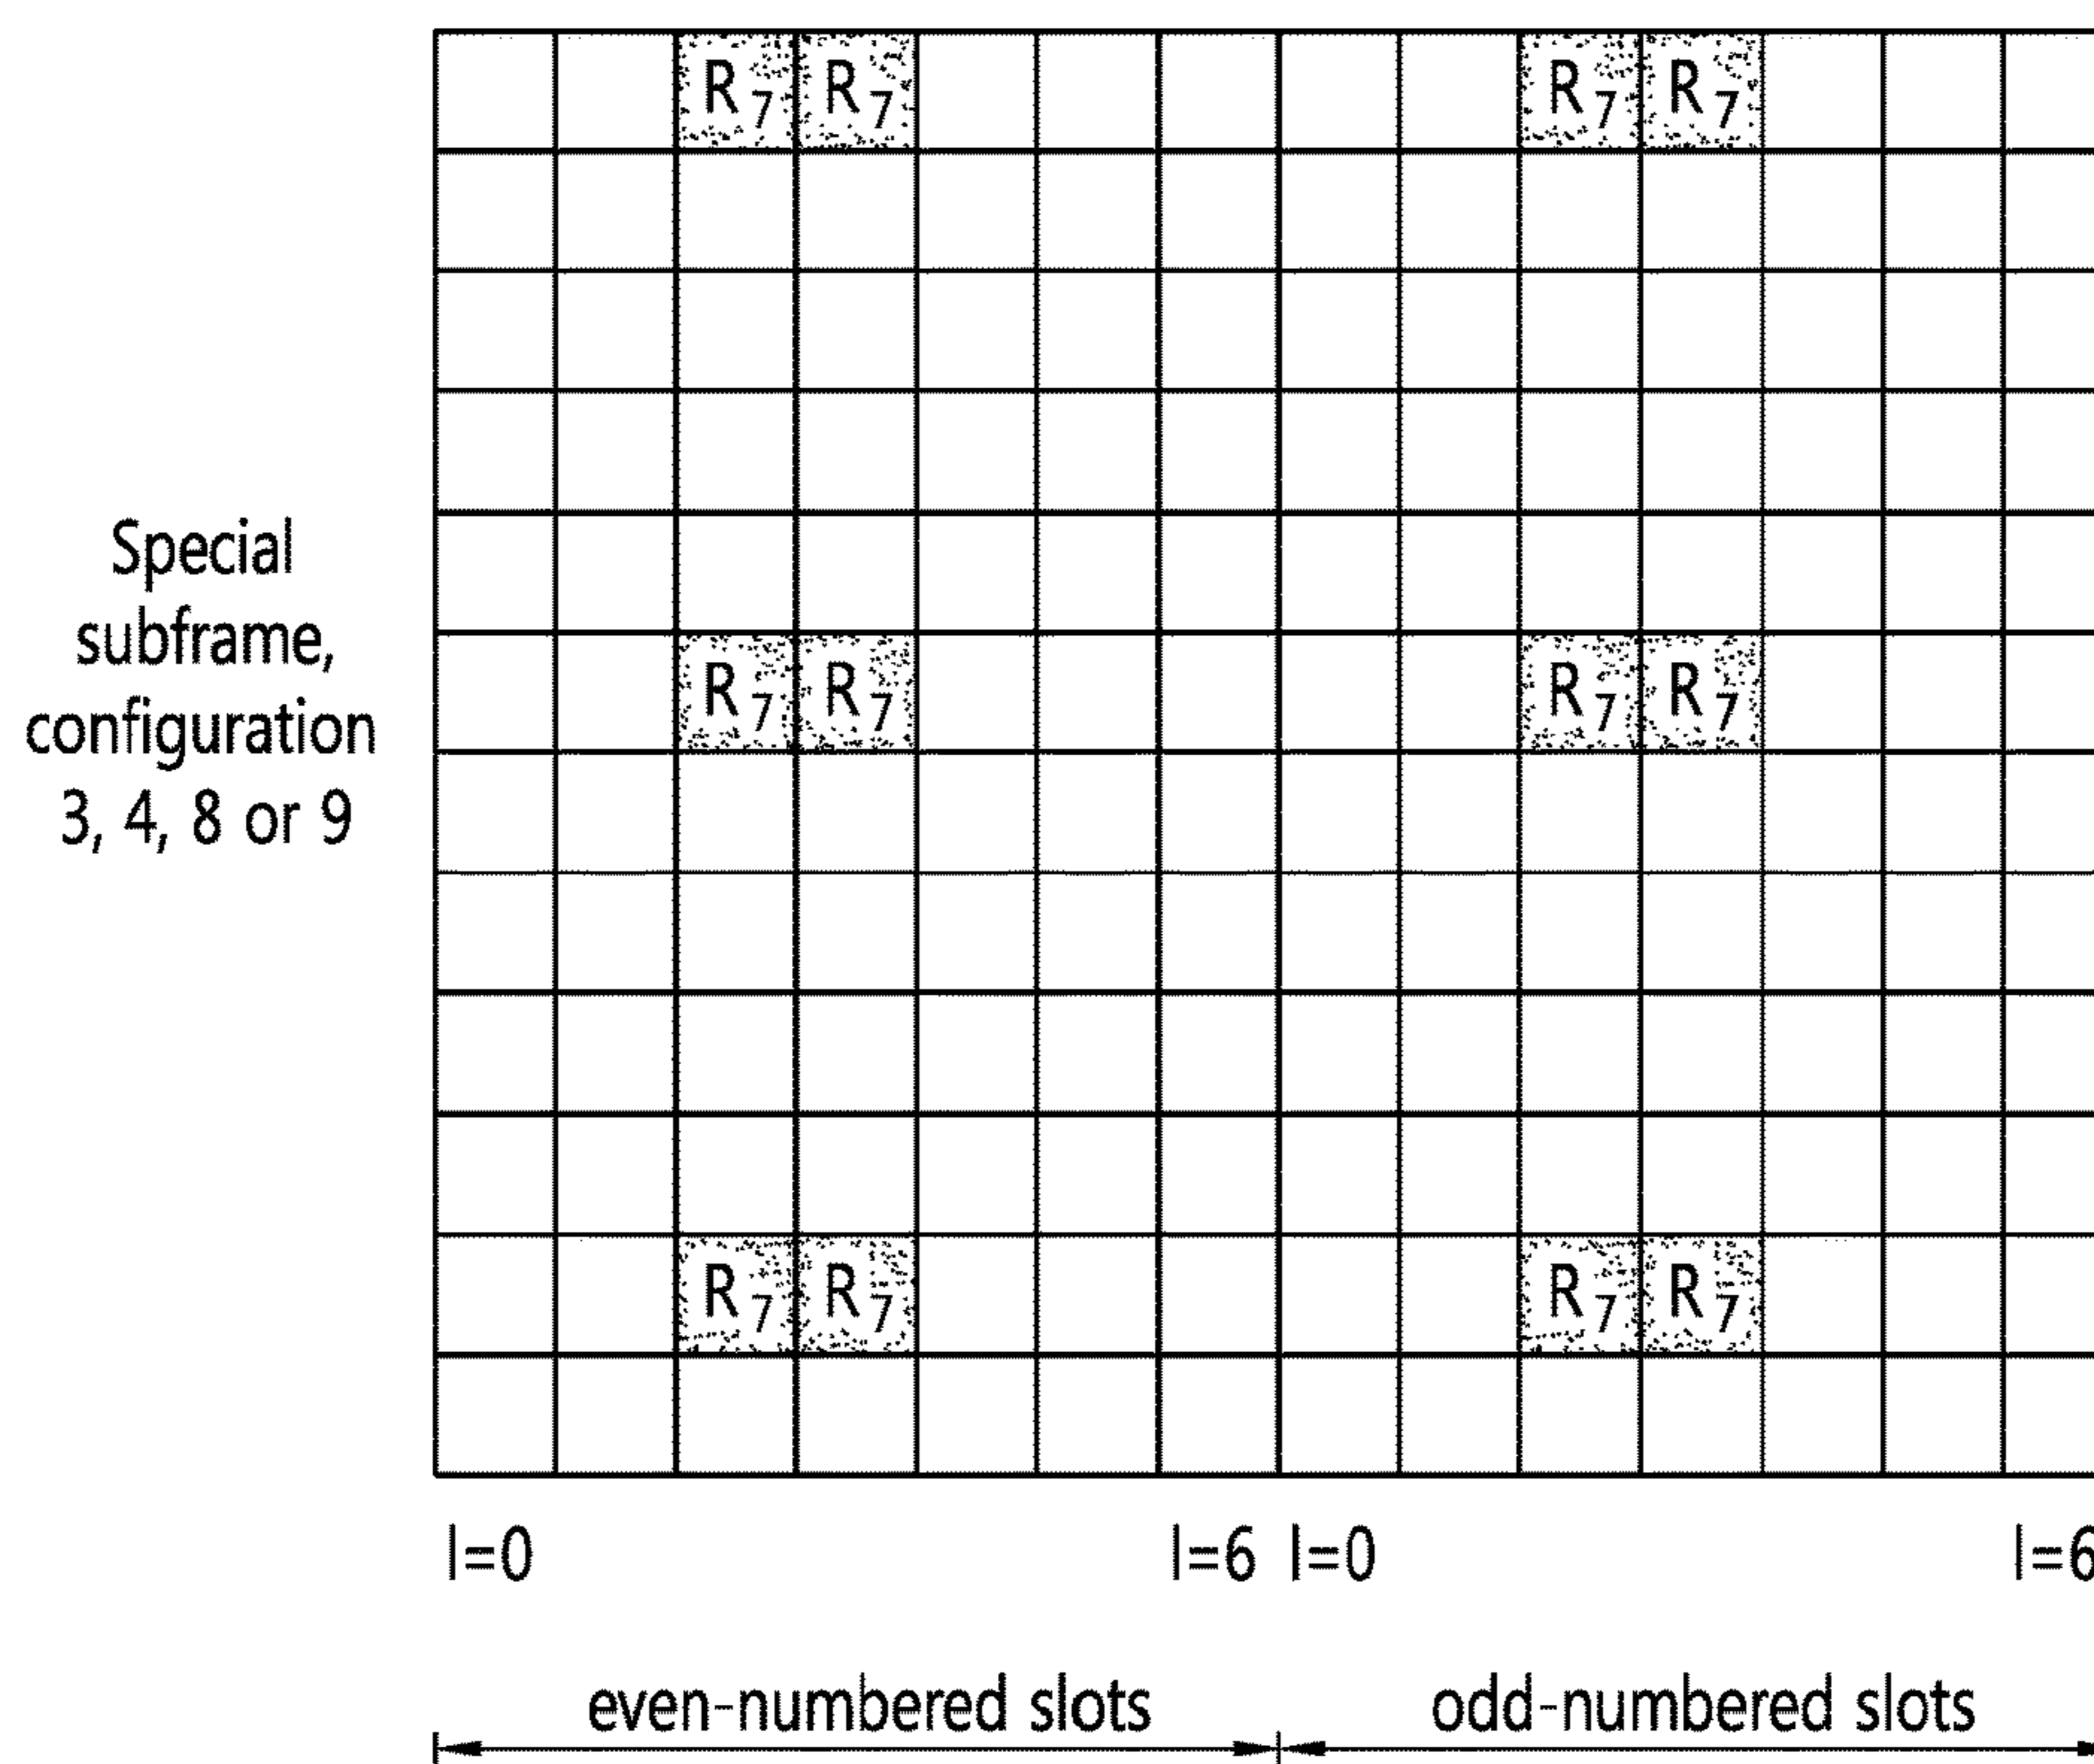 R7 R7 R7 R7
Special
subframe,
configuration
3, 4, 8 or 9
R7 R7 R7 R7
R7 R7 R7 R7
l=0 l=6 l=0 l=6
even-numbered slots odd-numbered slots